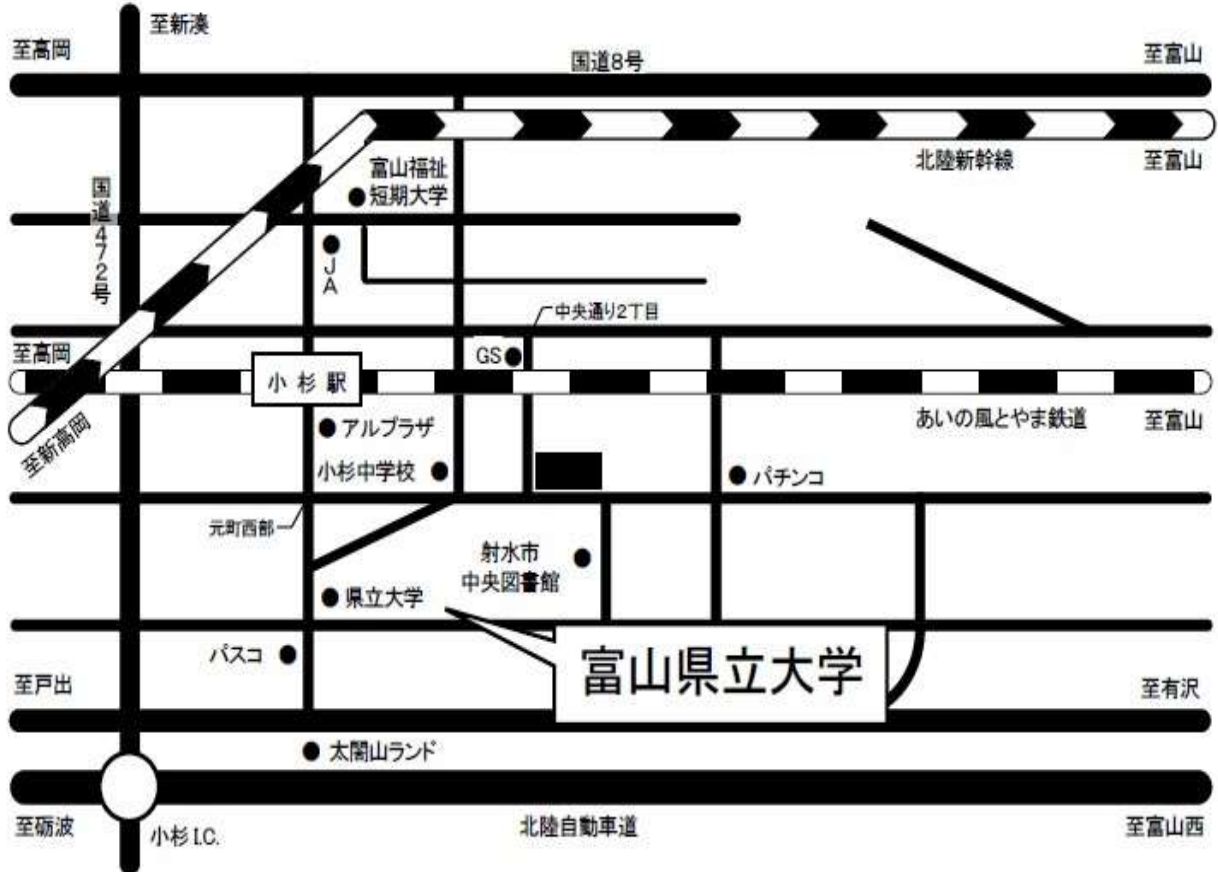 至新湊
至高岡
国道8号
至富山
北陸新幹線
至富山
富山福祉
短期大学
国道472号
JA
中央通り2丁目
至高岡
GS
小杉駅
あいの風とやま鉄道
至富山
至新高岡
アルプラザ
小杉中学校
パチンコ
元町西部
射水市
中央図書館
県立大学
パスコ
富山県立大学
至戸出
至有沢
太閤山ランド
至砺波
小杉I.C.
北陸自動車道
至富山西